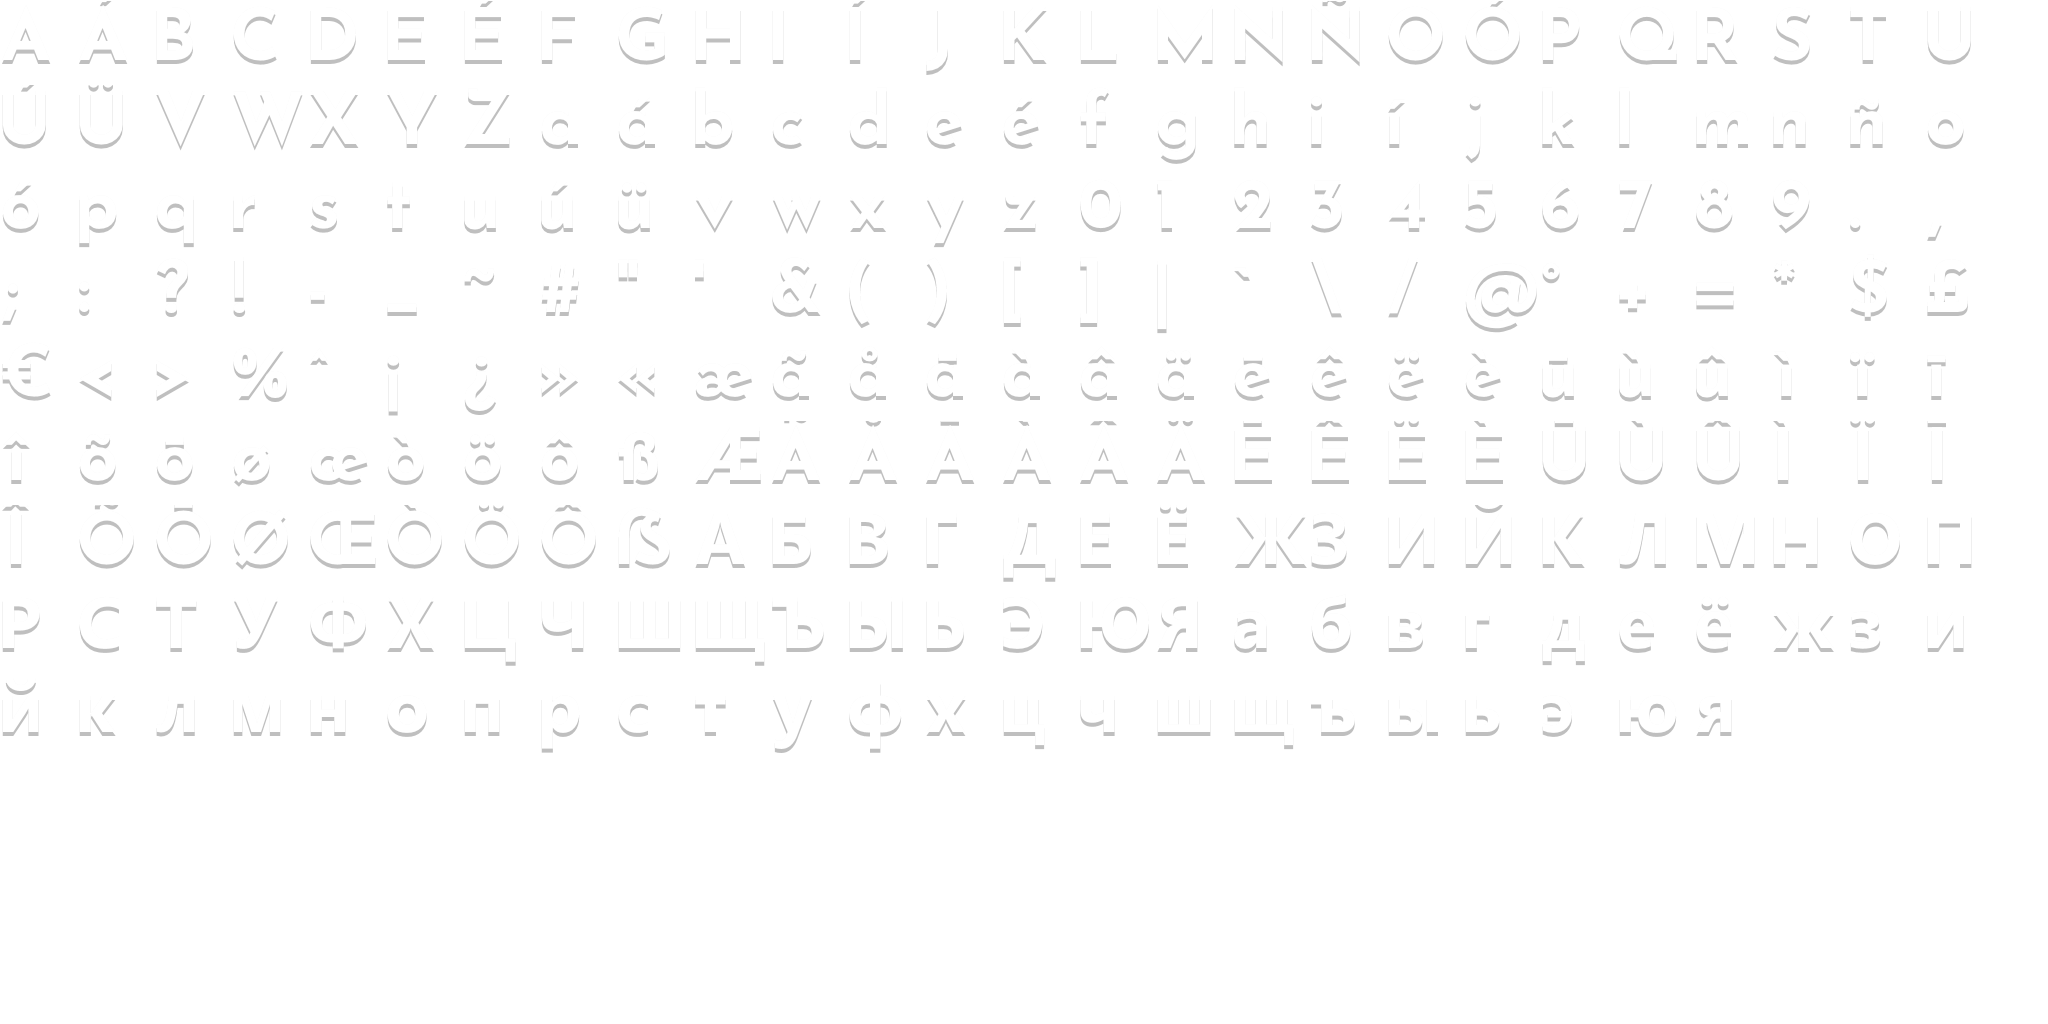 A Á B C D E É F G H I Í J K L M N Ñ O Ó P Q R S T U
Ú Ü V W X Y Z a á b c d e é f g h i í j k l m n ñ o
ó p q r s t u ú ü v w x y z 0 1 2 3 4 5 6 7 8 9 . ,
; : ? ! - _ ~ # " ' & ( ) [ ] | ` \ / @ ° + = * $ £
€ < > % ^ ¡ ¿ » « æ ã å ā à â ä ē ê ë è ū ù û ì ï ī
î õ ō ø œ ò ö ô ß Æ Ã Å Ā À Â Ä Ē Ê Ë È Ū Ù Û Ì Ï Ī
Î Õ Ō Ø Œ Ò Ö Ô ẞ А Б В Г Д Е Ё Ж З И Й К Л М Н О П
Р С Т У Ф Х Ц Ч Ш Щ Ъ Ы Ь Э Ю Я а б в г д е ё ж з и
й к л м н о п р с т у ф х ц ч ш щ ъ ы ь э ю я